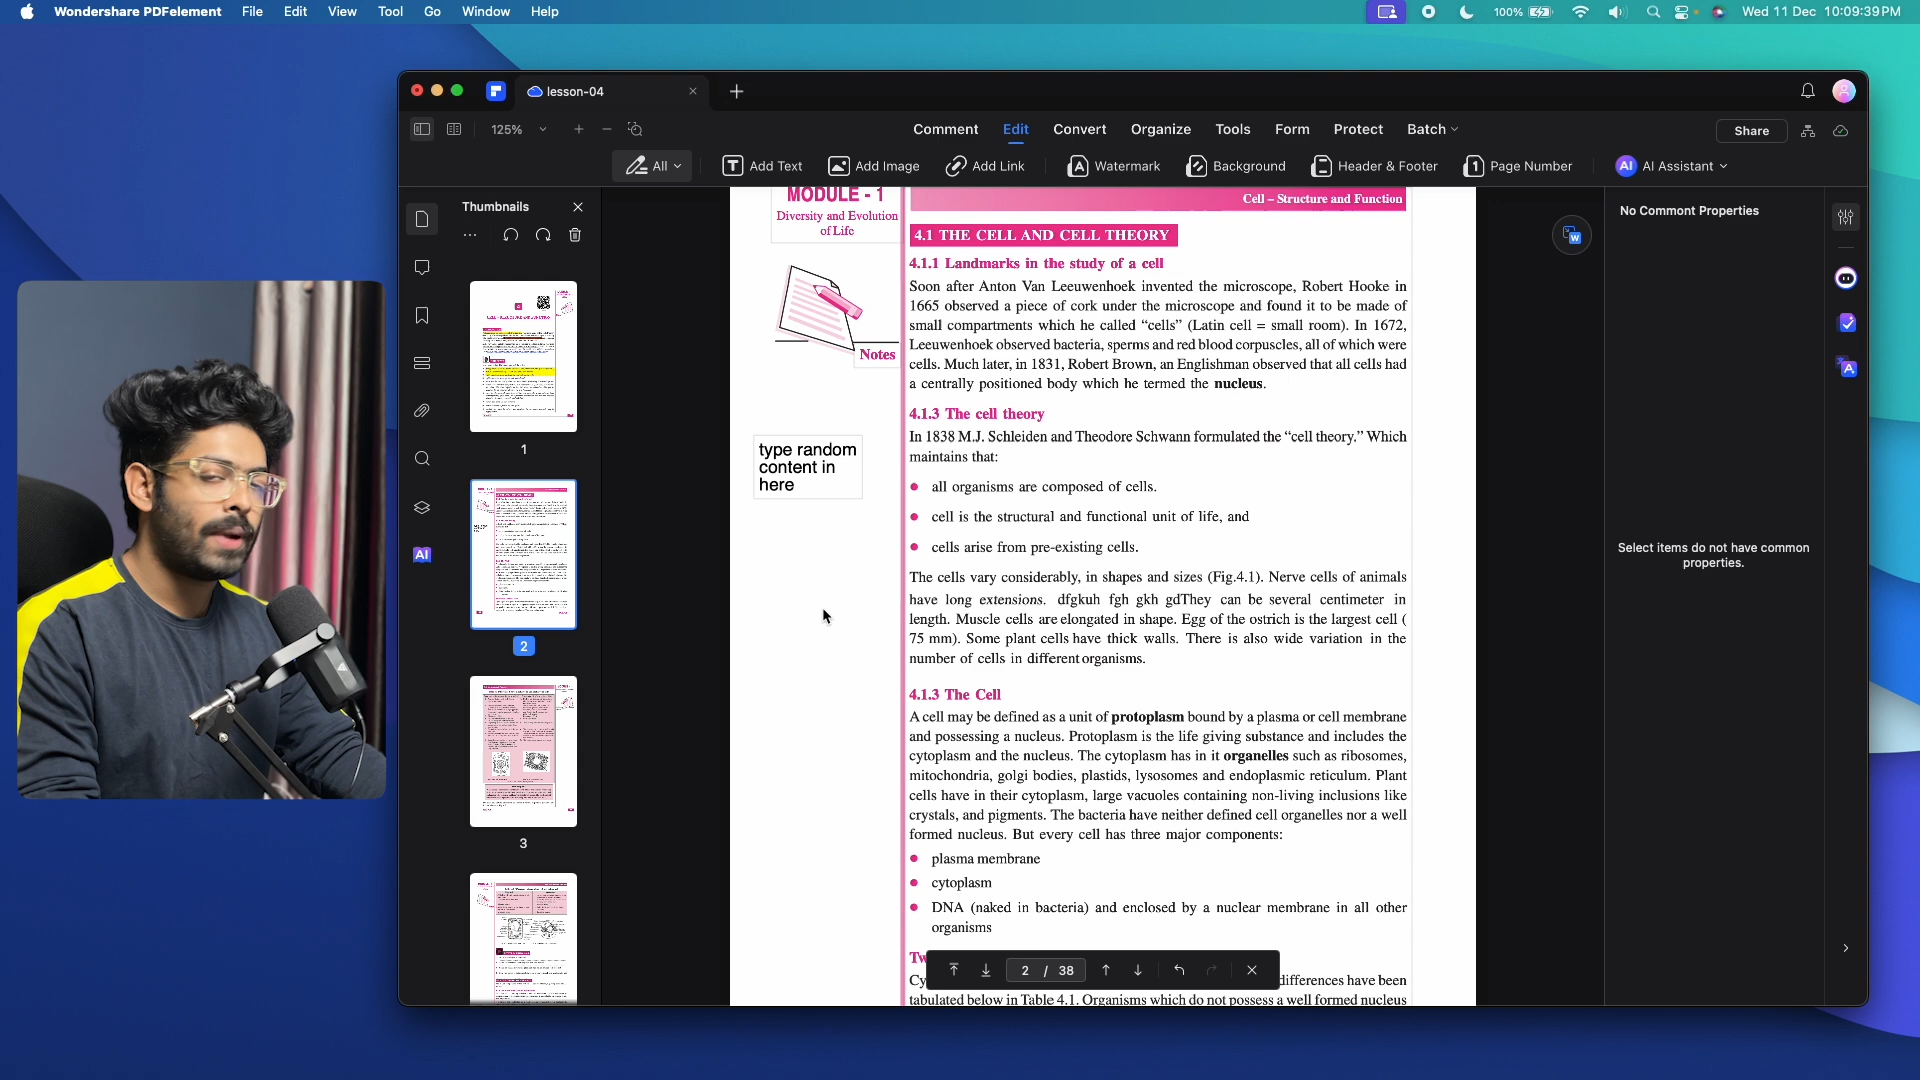 Wondershare PDFelement File Edit View Tool Go Window Help
100% Wed 11 Dec 10:09:39 PM
lesson-04
125%
Comment Edit Convert Organize Tools Form Protect Batch
Share
All Add Text Add Image Add Link Watermark Background Header & Footer Page Number AI AI Assistant
Thumbnails
1
2
3
AI
MODULE - 1
Diversity and Evolution
of Life
Notes
type random
content in
here
Cell – Structure and Function
4.1 THE CELL AND CELL THEORY
4.1.1 Landmarks in the study of a cell
Soon after Anton Van Leeuwenhoek invented the microscope, Robert Hooke in
1665 observed a piece of cork under the microscope and found it to be made of
small compartments which he called “cells” (Latin cell = small room). In 1672,
Leeuwenhoek observed bacteria, sperms and red blood corpuscles, all of which were
cells. Much later, in 1831, Robert Brown, an Englishman observed that all cells had
a centrally positioned body which he termed the nucleus.
4.1.3 The cell theory
In 1838 M.J. Schleiden and Theodore Schwann formulated the “cell theory.” Which
maintains that:
● all organisms are composed of cells.
● cell is the structural and functional unit of life, and
● cells arise from pre-existing cells.
The cells vary considerably, in shapes and sizes (Fig.4.1). Nerve cells of animals
have long extensions. dfgkuh fgh gkh gdThey can be several centimeter in
length. Muscle cells are elongated in shape. Egg of the ostrich is the largest cell (
75 mm). Some plant cells have thick walls. There is also wide variation in the
number of cells in different organisms.
4.1.3 The Cell
A cell may be defined as a unit of protoplasm bound by a plasma or cell membrane
and possessing a nucleus. Protoplasm is the life giving substance and includes the
cytoplasm and the nucleus. The cytoplasm has in it organelles such as ribosomes,
mitochondria, golgi bodies, plastids, lysosomes and endoplasmic reticulum. Plant
cells have in their cytoplasm, large vacuoles containing non-living inclusions like
crystals, and pigments. The bacteria have neither defined cell organelles nor a well
formed nucleus. But every cell has three major components:
● plasma membrane
● cytoplasm
● DNA (naked in bacteria) and enclosed by a nuclear membrane in all other
organisms
Tw
2 / 38
Cy differences have been
tabulated below in Table 4.1. Organisms which do not possess a well formed nucleus
No Commont Properties
Select items do not have common
properties.